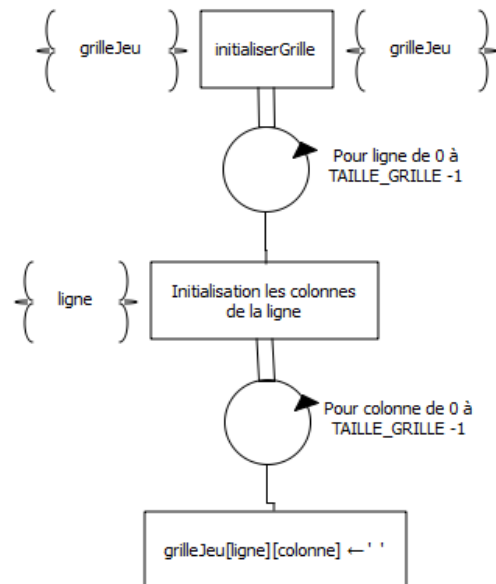 grilleJeu
initialiserGrille
grilleJeu
Pour ligne de 0 à
TAILLE_GRILLE -1
ligne
Initialisation les colonnes
de la ligne
Pour colonne de 0 à
TAILLE_GRILLE -1
grilleJeu[ligne][colonne] ←' '